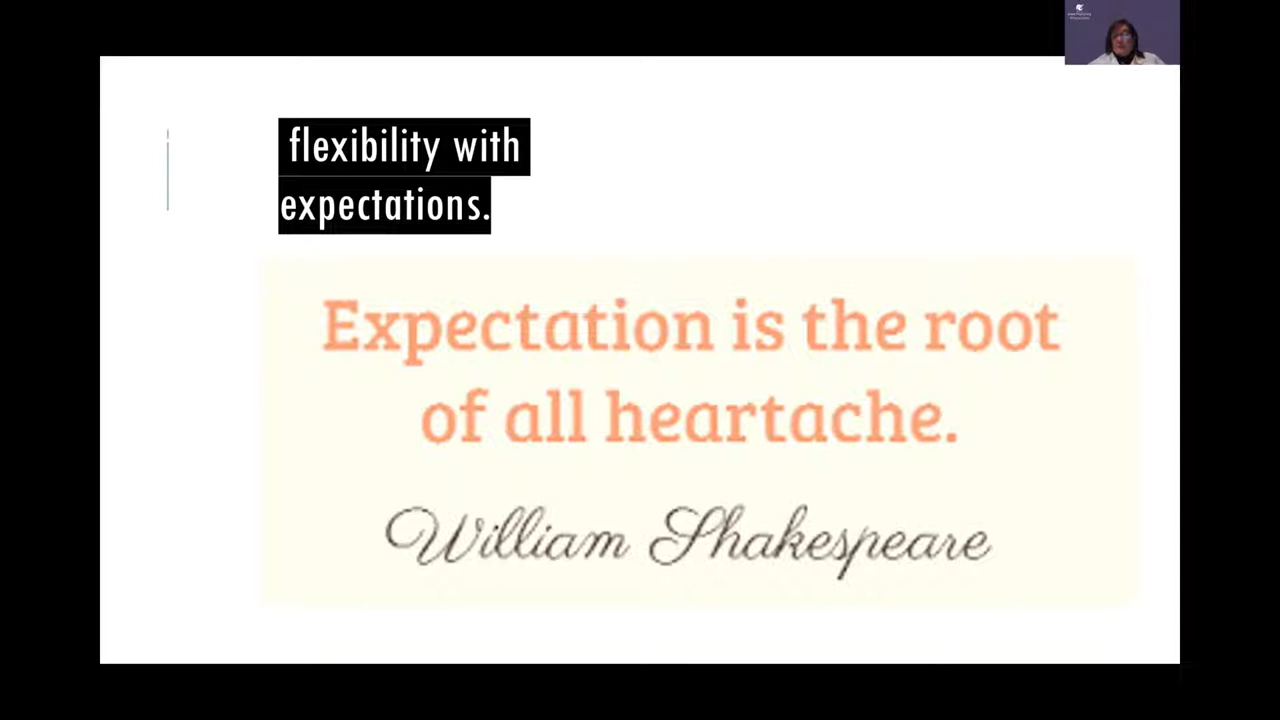 flexibility with
expectations.
Expectation is the root
of all heartache.
William Shakespeare